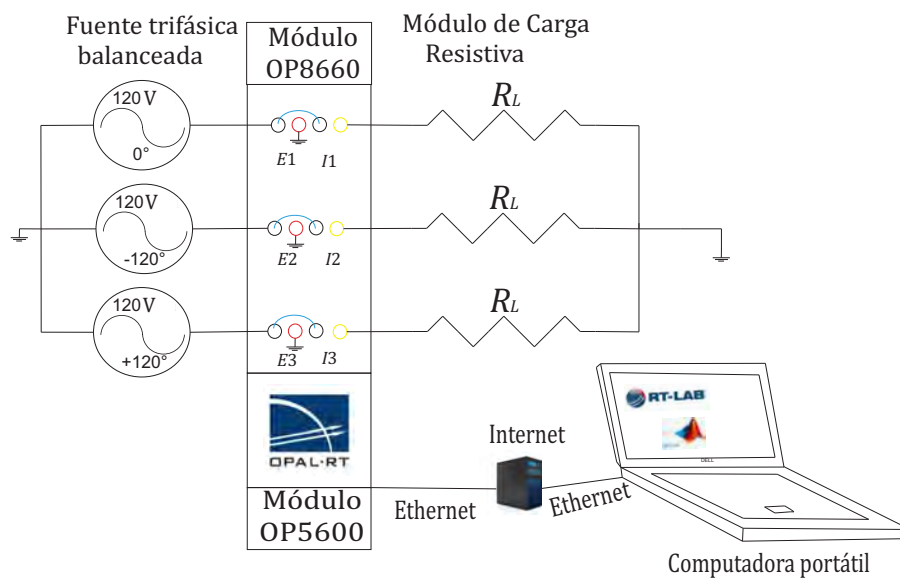 Fuente trifásica
balanceada
Módulo
OP8660
Módulo de Carga
Resistiva
120 V
0°
E1 I1
RL
120 V
-120°
E2 I2
RL
120 V
+120°
E3 I3
RL
OPAL-RT
Módulo
OP5600
Ethernet
Internet
Ethernet
RT-LAB
DELL
Computadora portátil